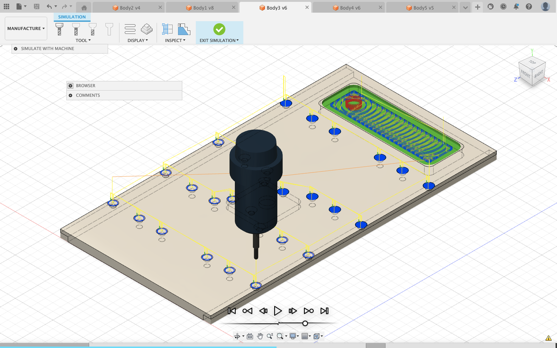 Body2 v4
Body1 v8
Body3 v6
Body4 v6
Body5 v5
SIMULATION
MANUFACTURE
TOOL
DISPLAY
INSPECT
EXIT SIMULATION
SIMULATE WITH MACHINE
BROWSER
COMMENTS